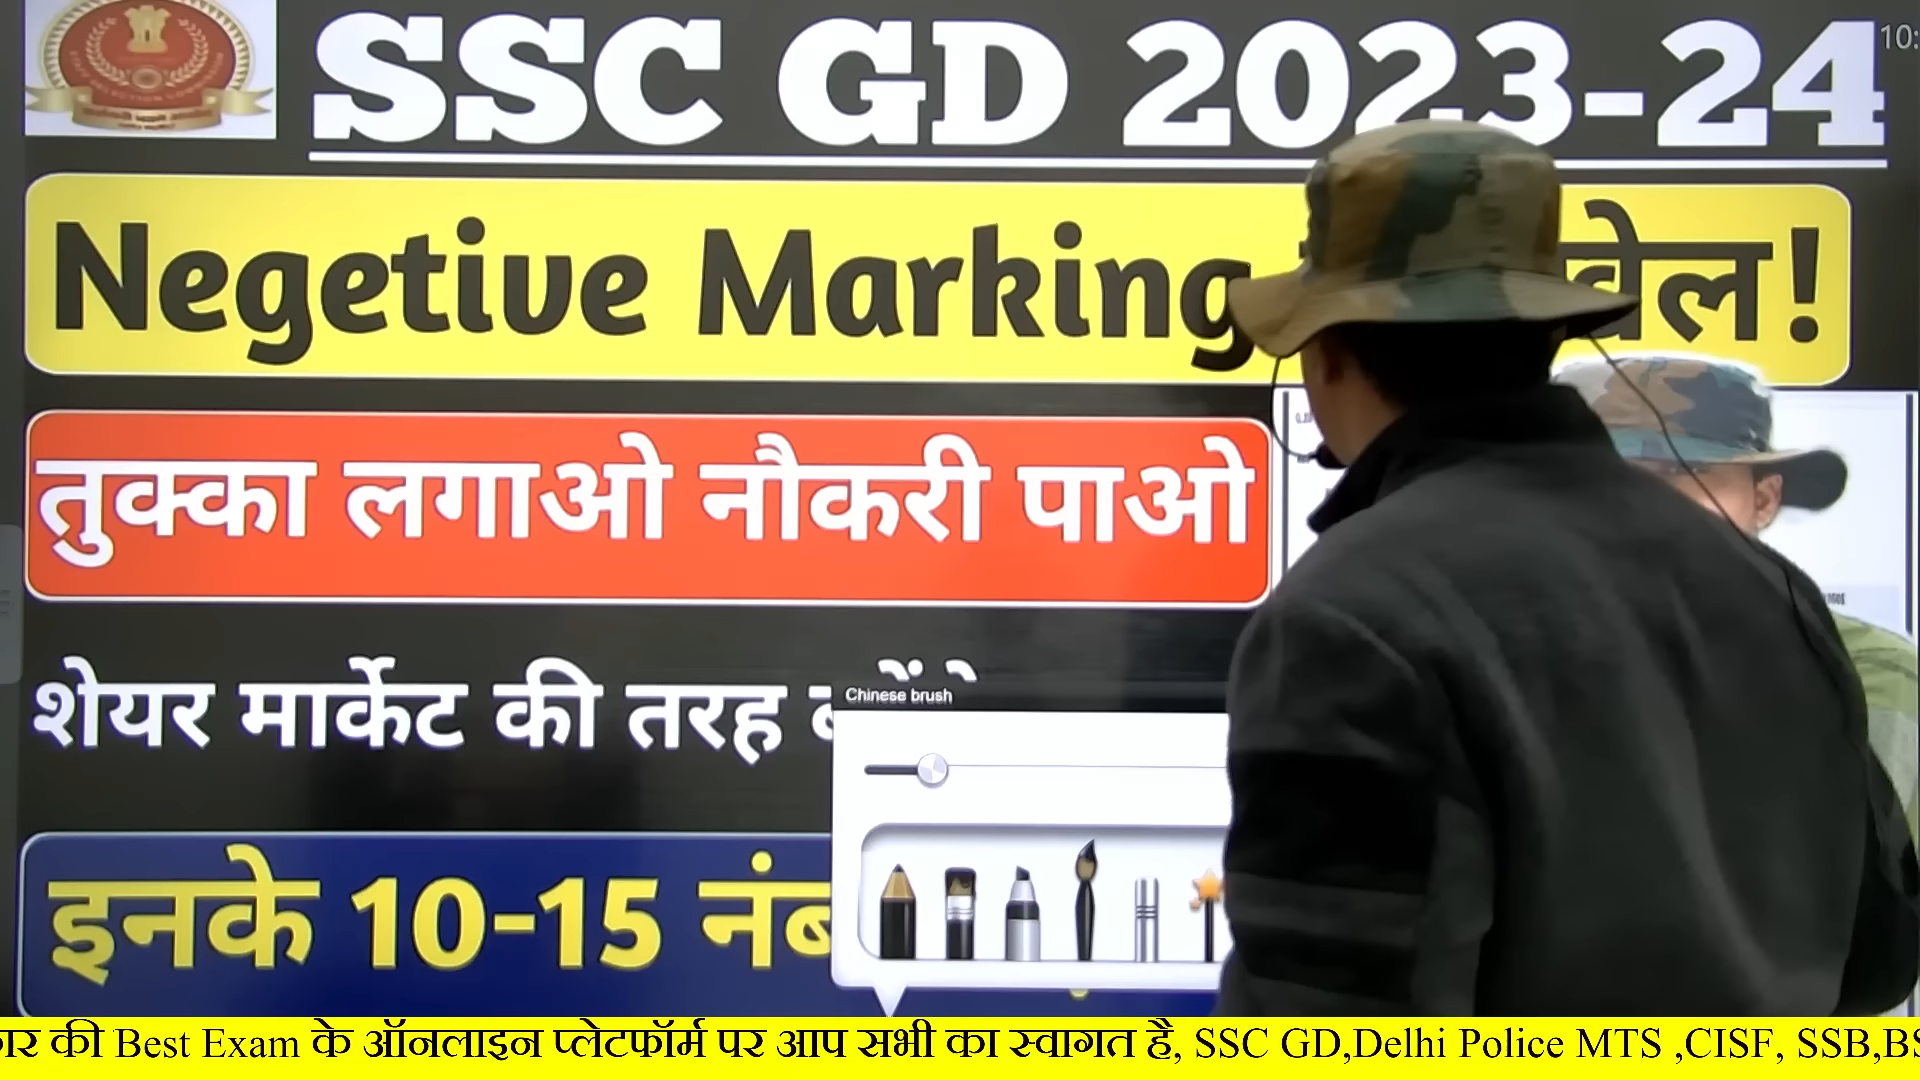 SSC GD 2023-24
10:
Negetive Marking खेल!
तुक्का लगाओ नौकरी पाओ
शेयर मार्केट की तरह
Chinese brush
इनके 10-15
की Best Exam के ऑनलाइन प्लेटफॉर्म पर आप सभी का स्वागत है, SSC GD,Delhi Police MTS ,CISF, SSB,